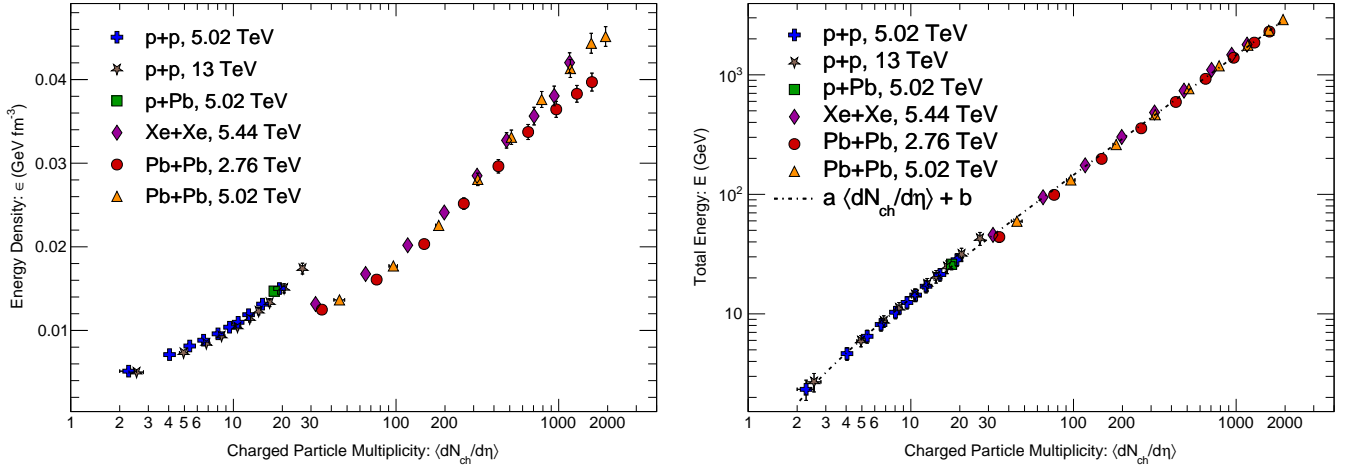 p+p, 5.02 TeV
p+p, 13 TeV
p+Pb, 5.02 TeV
Xe+Xe, 5.44 TeV
Pb+Pb, 2.76 TeV
Pb+Pb, 5.02 TeV
Energy Density: ε (GeV fm⁻³)
0.04
0.03
0.02
0.01
1 2 3 4 5 6 10 20 30 100 200 1000 2000
Charged Particle Multiplicity: ⟨dN_ch/dη⟩
p+p, 5.02 TeV
p+p, 13 TeV
p+Pb, 5.02 TeV
Xe+Xe, 5.44 TeV
Pb+Pb, 2.76 TeV
Pb+Pb, 5.02 TeV
a ⟨dN_ch/dη⟩ + b
Total Energy: E (GeV)
10³
10²
10
1 2 3 4 5 6 10 20 30 100 200 1000 2000
Charged Particle Multiplicity: ⟨dN_ch/dη⟩